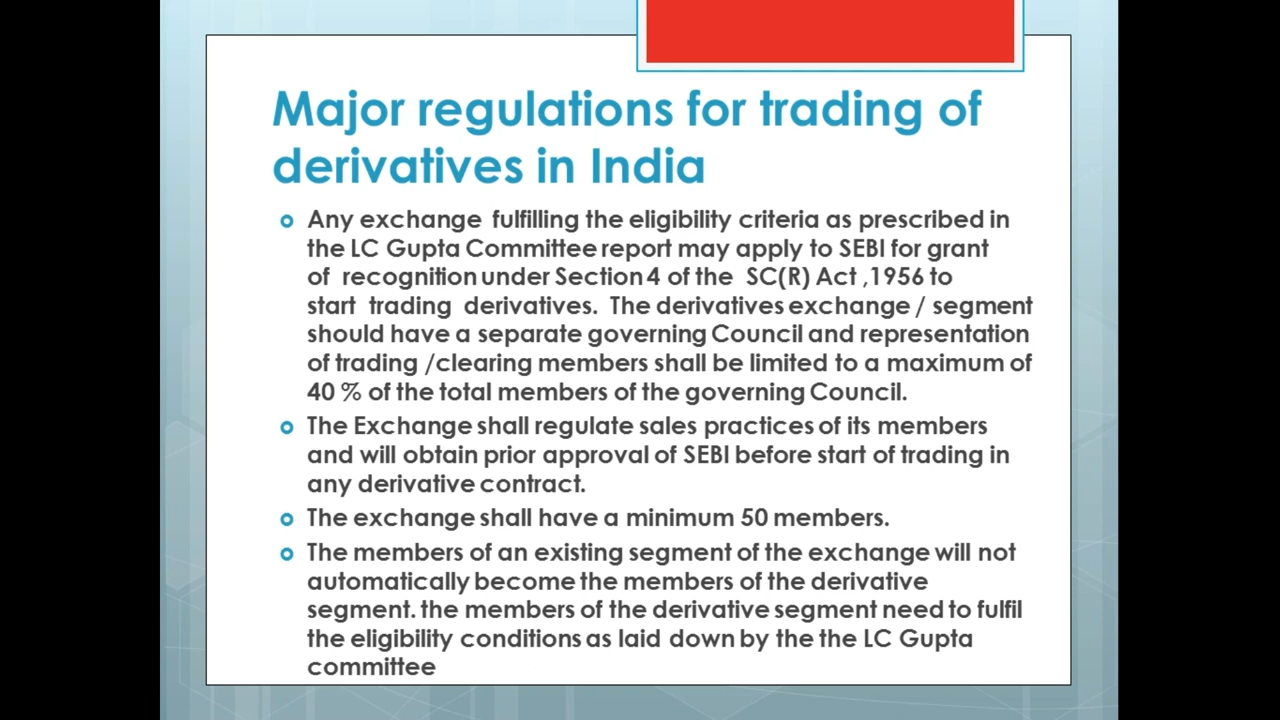 Major regulations for trading of
derivatives in India
Any exchange fulfilling the eligibility criteria as prescribed in
the LC Gupta Committee report may apply to SEBI for grant
of recognition under Section 4 of the SC(R) Act ,1956 to
start trading derivatives. The derivatives exchange / segment
should have a separate governing Council and representation
of trading /clearing members shall be limited to a maximum of
40 % of the total members of the governing Council.
The Exchange shall regulate sales practices of its members
and will obtain prior approval of SEBI before start of trading in
any derivative contract.
The exchange shall have a minimum 50 members.
The members of an existing segment of the exchange will not
automatically become the members of the derivative
segment. the members of the derivative segment need to fulfil
the eligibility conditions as laid down by the the LC Gupta
committee